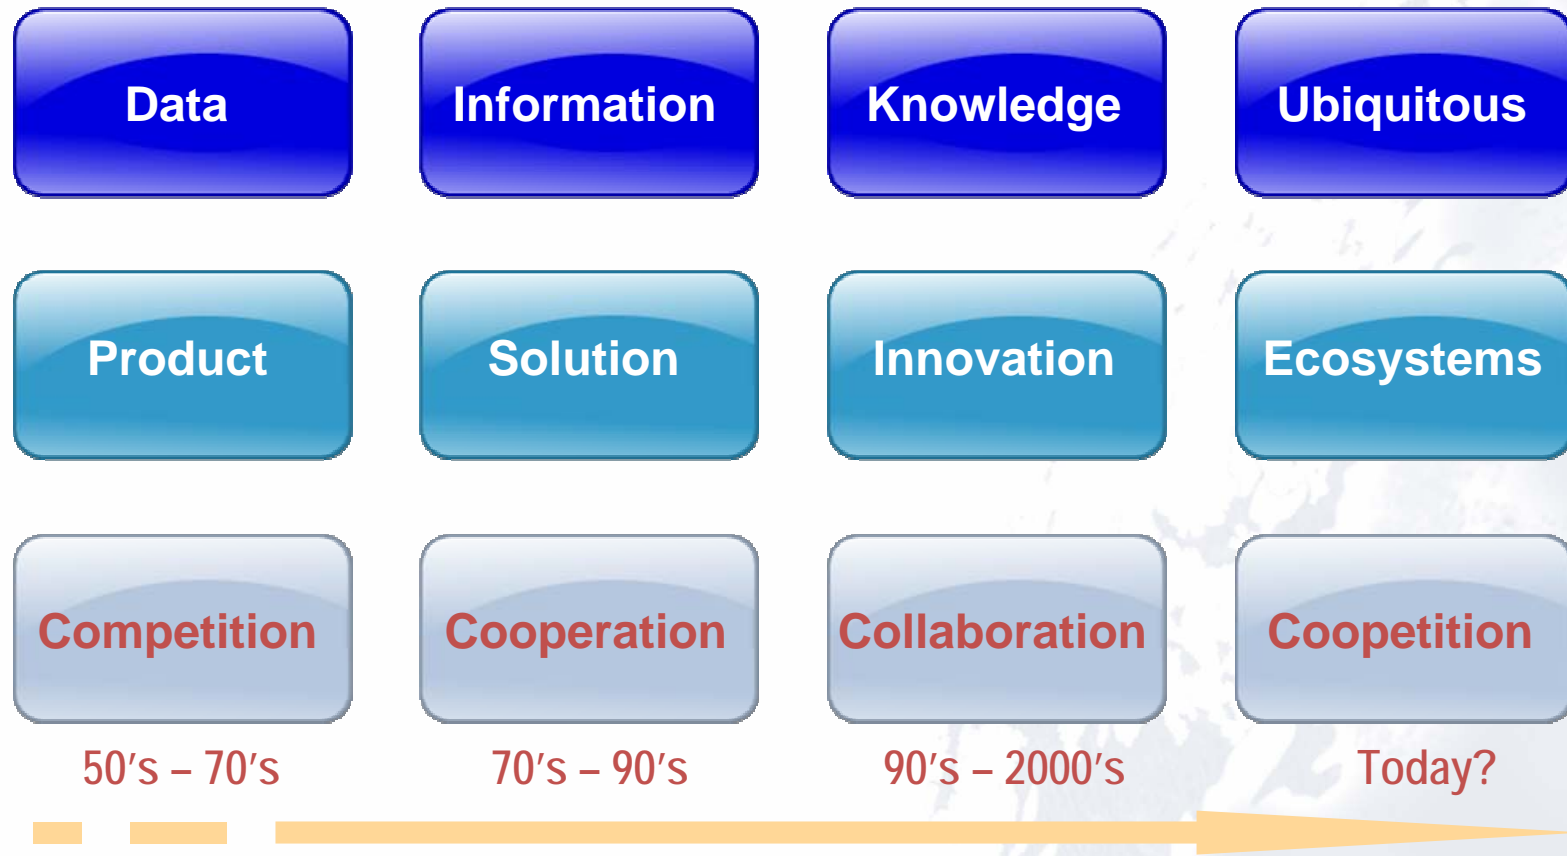 Data Information Knowledge Ubiquitous
Product Solution Innovation Ecosystems
Competition Cooperation Collaboration Coopetition
50's – 70's 70's – 90's 90's – 2000's Today?